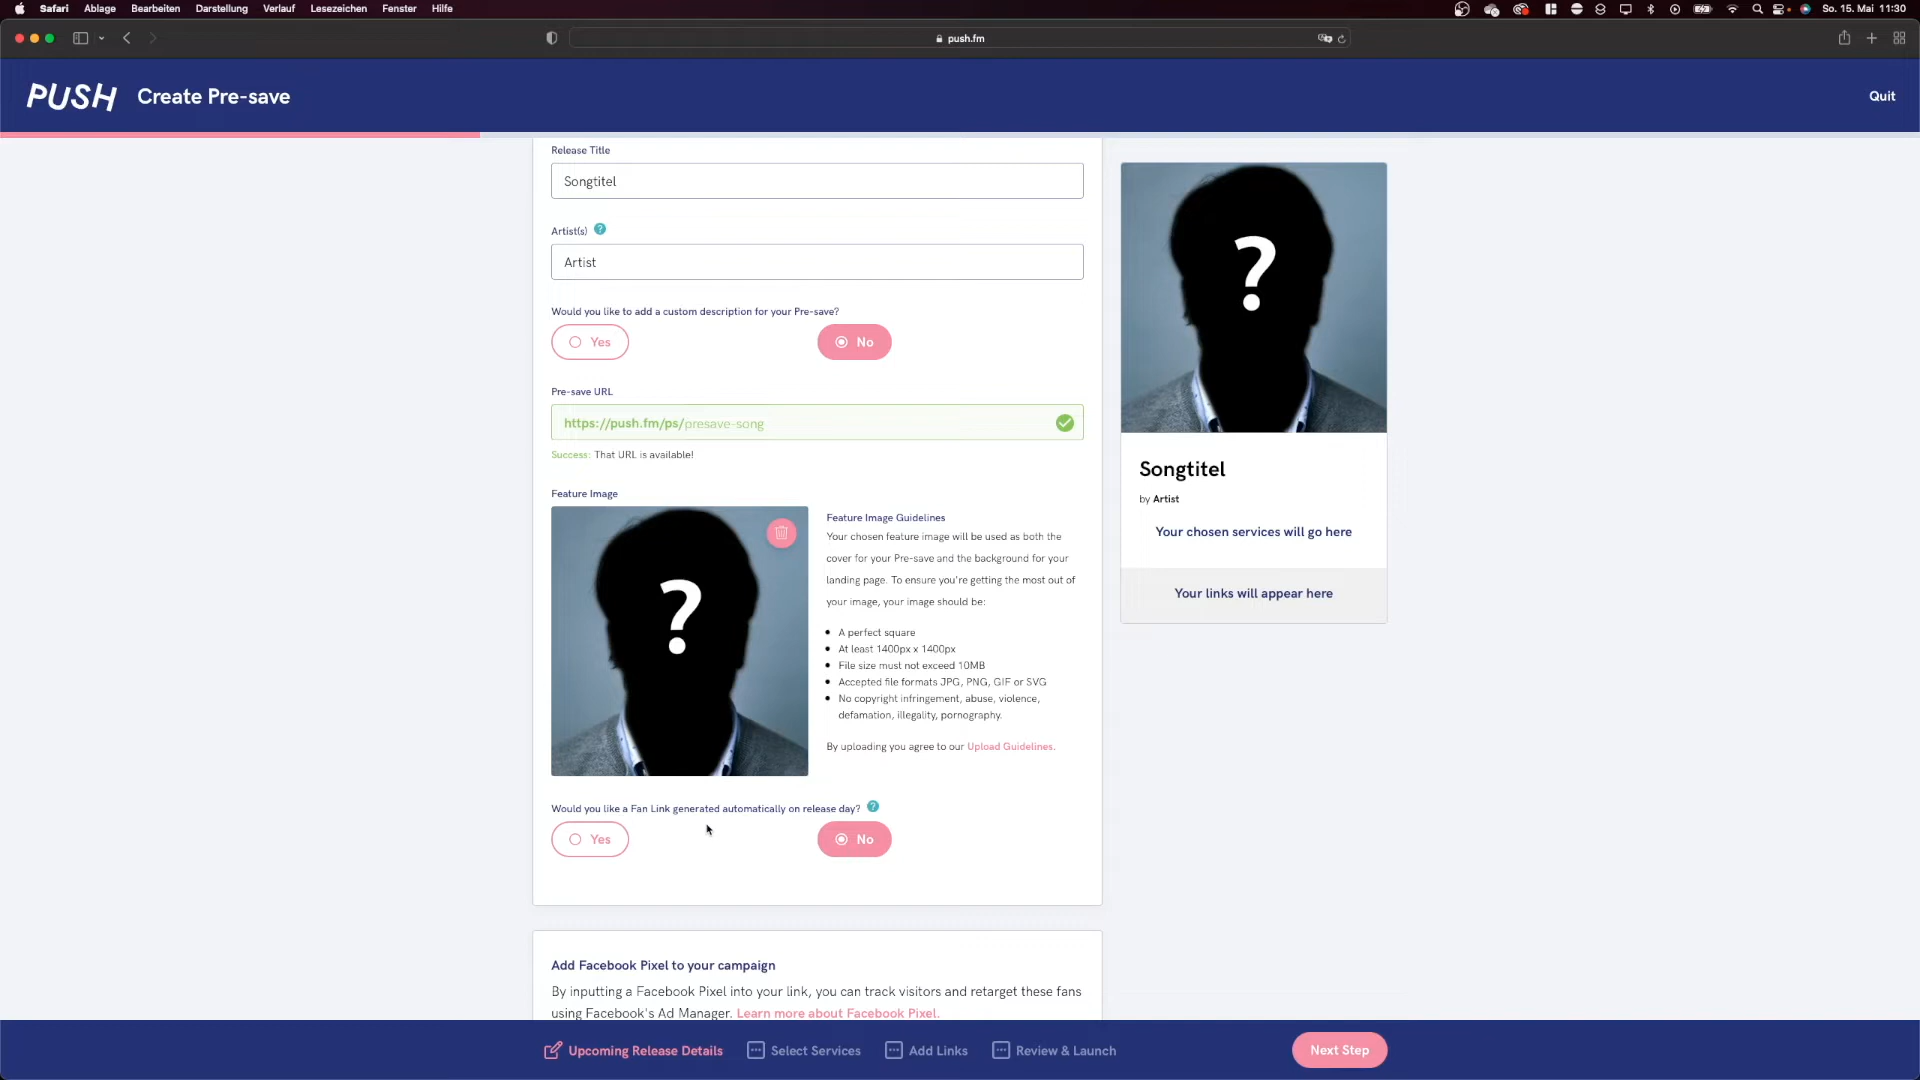 Safari Ablage Bearbeiten Darstellung Verlauf Lesezeichen Fenster Hilfe
So. 15. Mai 11:30
push.fm
PUSH Create Pre-save
Quit
Release Title
Songtitel
Artist(s) ?
Artist
Would you like to add a custom description for your Pre-save?
Yes No
Pre-save URL
https://push.fm/ps/presave-song
Success: That URL is available!
Feature Image
?
Feature Image Guidelines
Your chosen feature image will be used as both the
cover for your Pre-save and the background for your
landing page. To ensure you're getting the most out of
your image, your image should be:
A perfect square
At least 1400px x 1400px
File size must not exceed 10MB
Accepted file formats JPG, PNG, GIF or SVG
No copyright infringement, abuse, violence,
defamation, illegality, pornography.
By uploading you agree to our Upload Guidelines.
Would you like a Fan Link generated automatically on release day? ?
Yes No
Add Facebook Pixel to your campaign
By inputting a Facebook Pixel into your link, you can track visitors and retarget these fans
using Facebook's Ad Manager. Learn more about Facebook Pixel.
?
Songtitel
by Artist
Your chosen services will go here
Your links will appear here
Upcoming Release Details Select Services Add Links Review & Launch Next Step